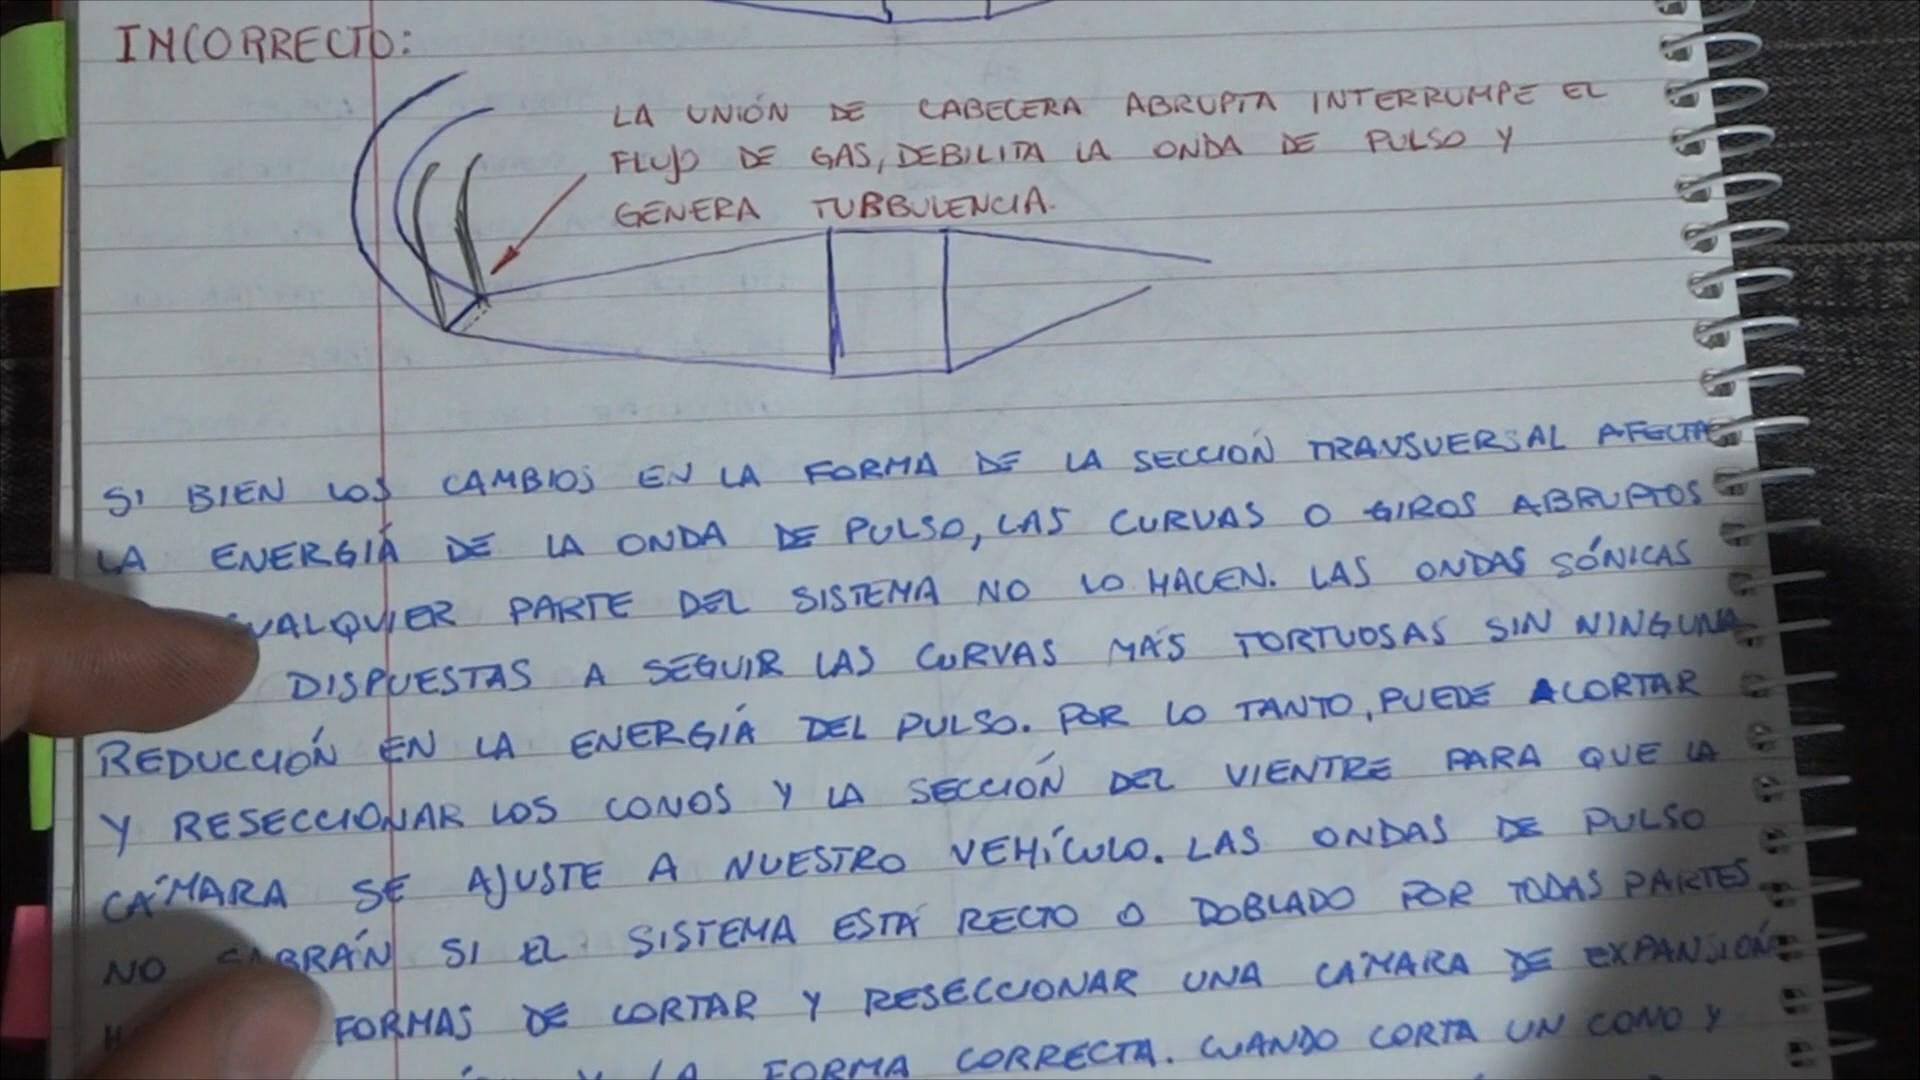 INCORRECTO:
LA UNIÓN DE CABECERA ABRUPTA INTERRUMPE EL
FLUJO DE GAS, DEBILITA LA ONDA DE PULSO Y
GENERA TURBULENCIA.
SI BIEN LOS CAMBIOS EN LA FORMA DE LA SECCIÓN TRANSVERSAL AFECTA
LA ENERGIÁ DE LA ONDA DE PULSO, LAS CURVAS O GIROS ABRUPTOS
CUALQUIER PARTE DEL SISTEMA NO LO HACEN. LAS ONDAS SÓNICAS
DISPUESTAS A SEGUIR LAS CURVAS MÁS TORTUOSAS SIN NINGUNA
REDUCCIÓN EN LA ENERGIÁ DEL PULSO. POR LO TANTO, PUEDE ACORTAR
Y RESECCIONAR LOS CONOS Y LA SECCIÓN DEL VIENTRE PARA QUE LA
CÁMARA SE AJUSTE A NUESTRO VEHÍCULO. LAS ONDAS DE PULSO
NO SABRÁN SI EL SISTEMA ESTÁ RECTO O DOBLADO POR TODAS PARTES
FORMAS DE CORTAR Y RESECCIONAR UNA CÁMARA DE EXPANSIÓN
Y LA FORMA CORRECTA. CUANDO CORTA UN CONO Y